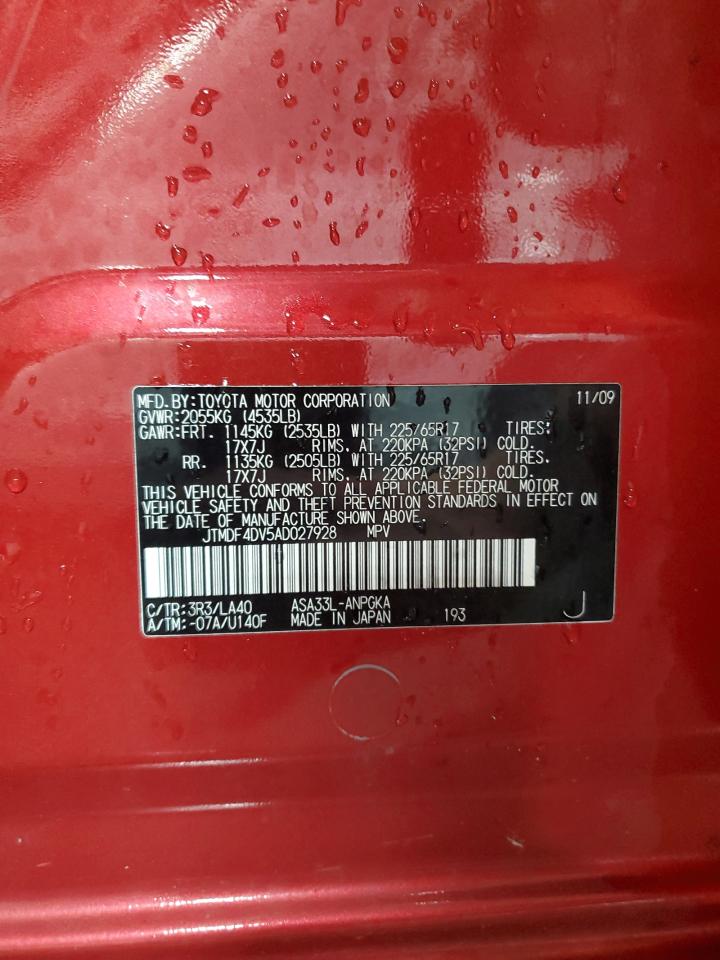 MFD. BY: TOYOTA MOTOR CORPORATION 11/09
GVWR: 2055KG (4535LB)
GAWR: FRT. 1145KG (2535LB) WITH 225/65R17 TIRES:
17X7J RIMS, AT 220KPA (32PSI) COLD.
RR. 1135KG (2505LB) WITH 225/65R17 TIRES.
17X7J RIMS, AT 220KPA (32PSI) COLD.
THIS VEHICLE CONFORMS TO ALL APPLICABLE FEDERAL MOTOR
VEHICLE SAFETY AND THEFT PREVENTION STANDARDS IN EFFECT ON
THE DATE OF MANUFACTURE SHOWN ABOVE.
JTMDF4DV5AD027928 MPV
C/TR: 3R3/LA40 ASA33L-ANPGKA
A/TM: -07A/U140F MADE IN JAPAN 193 J